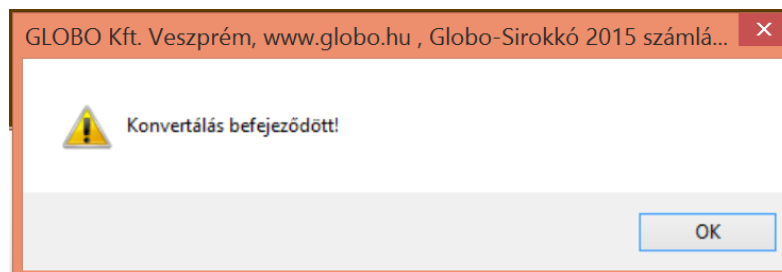 GLOBO Kft. Veszprém, www.globo.hu , Globo-Sirokkó 2015 számlá...
Konvertálás befejeződött!
OK